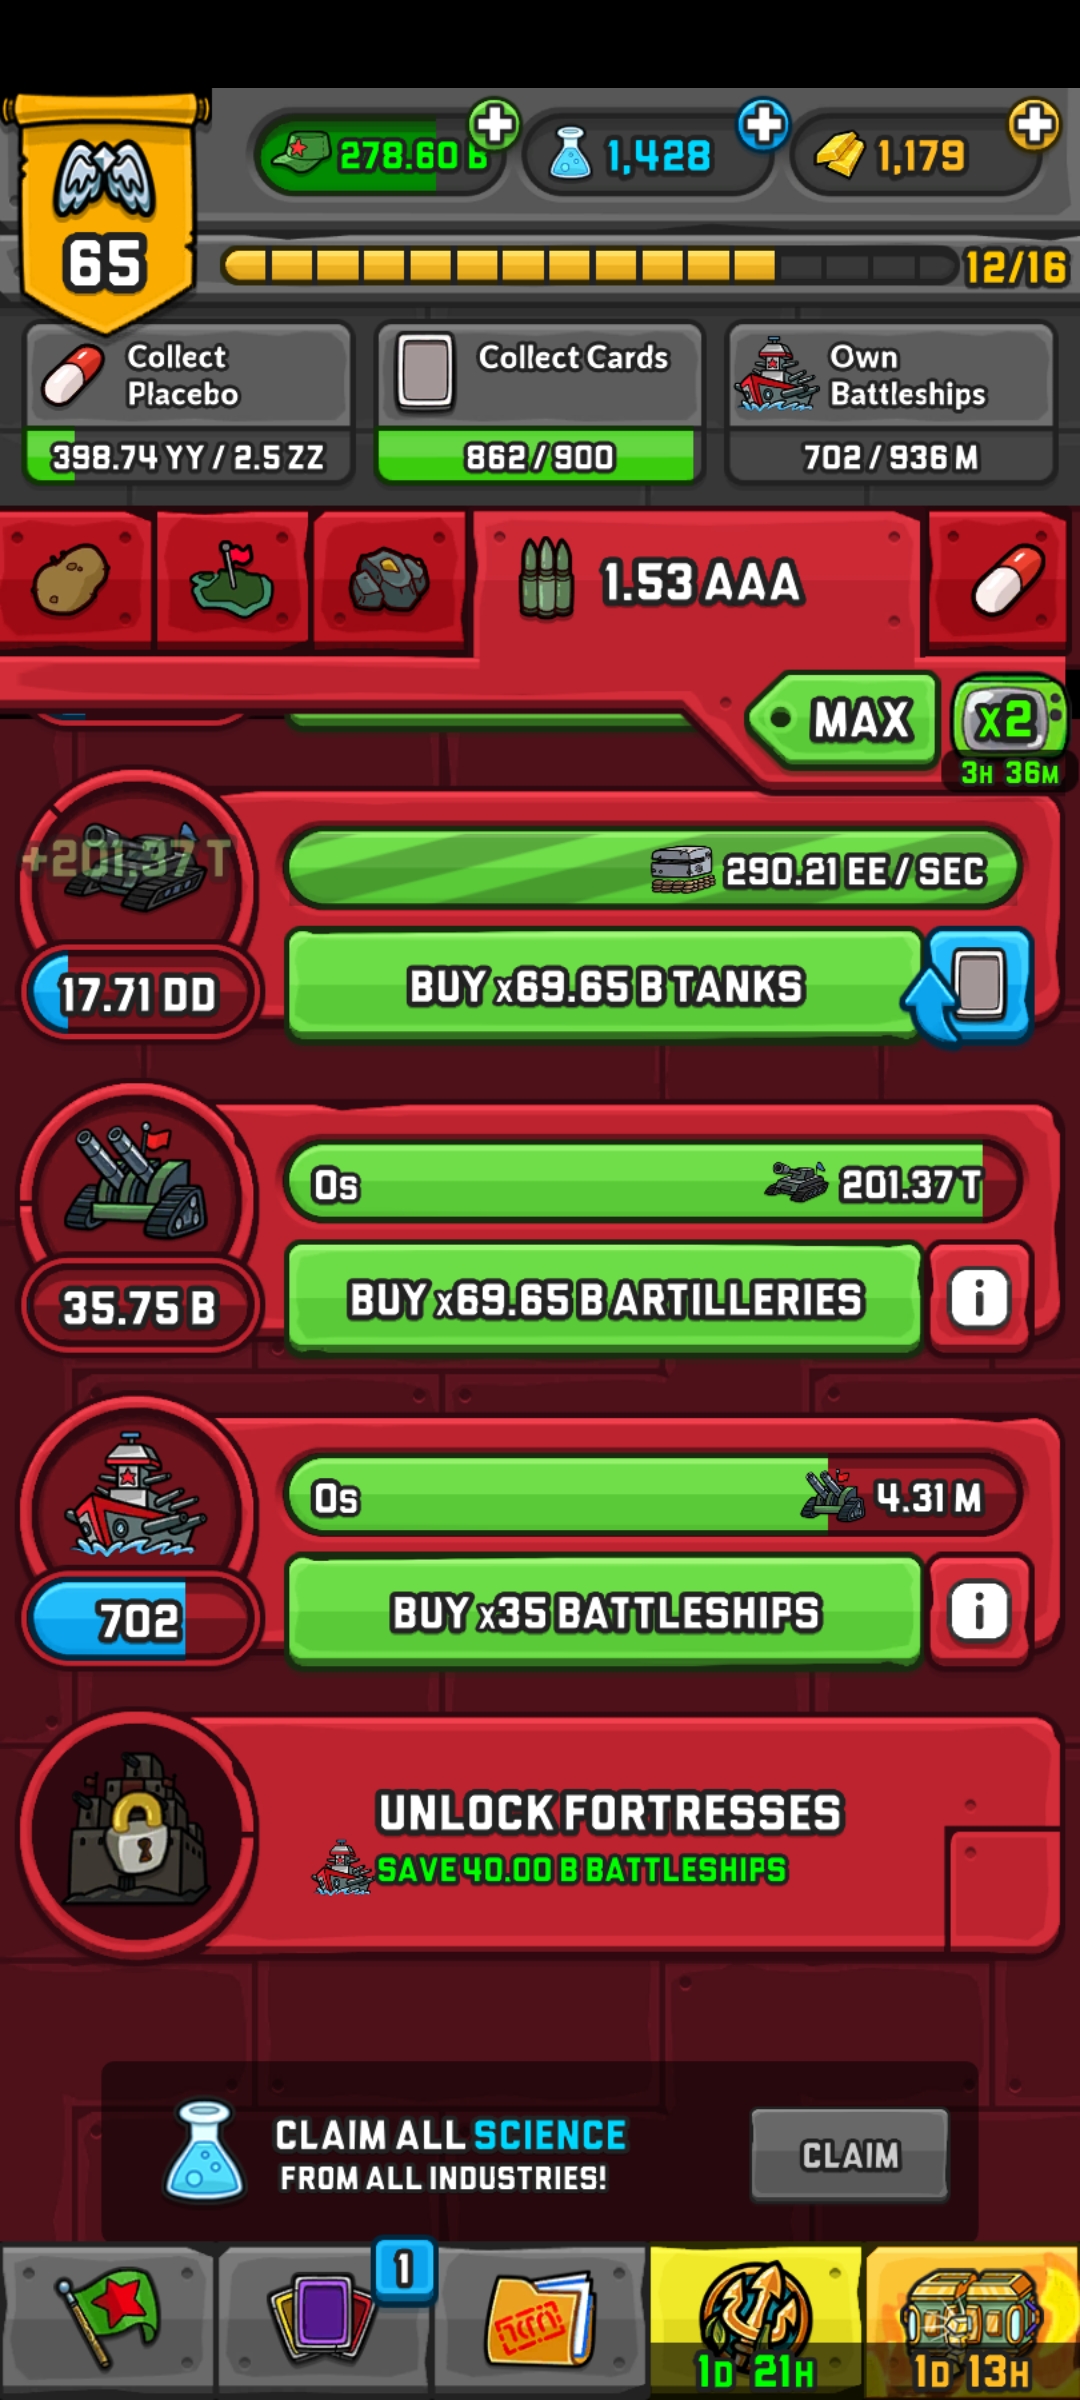 278.60 B
1,428
1,179
65
12/16
Collect
Placebo
398.74 YY / 2.5 ZZ
Collect Cards
862/900
Own
Battleships
702 / 936 M
1.53 AAA
MAX
x2
3H 36M
+201.37 T
290.21 EE / SEC
17.71 DD
BUY x69.65 B TANKS
0s
201.37 T
35.75 B
BUY x69.65 B ARTILLERIES
i
0s
4.31 M
702
BUY x35 BATTLESHIPS
i
UNLOCK FORTRESSES
SAVE 40.00 B BATTLESHIPS
CLAIM ALL SCIENCE
FROM ALL INDUSTRIES!
CLAIM
1
1D 21H
1D 13H